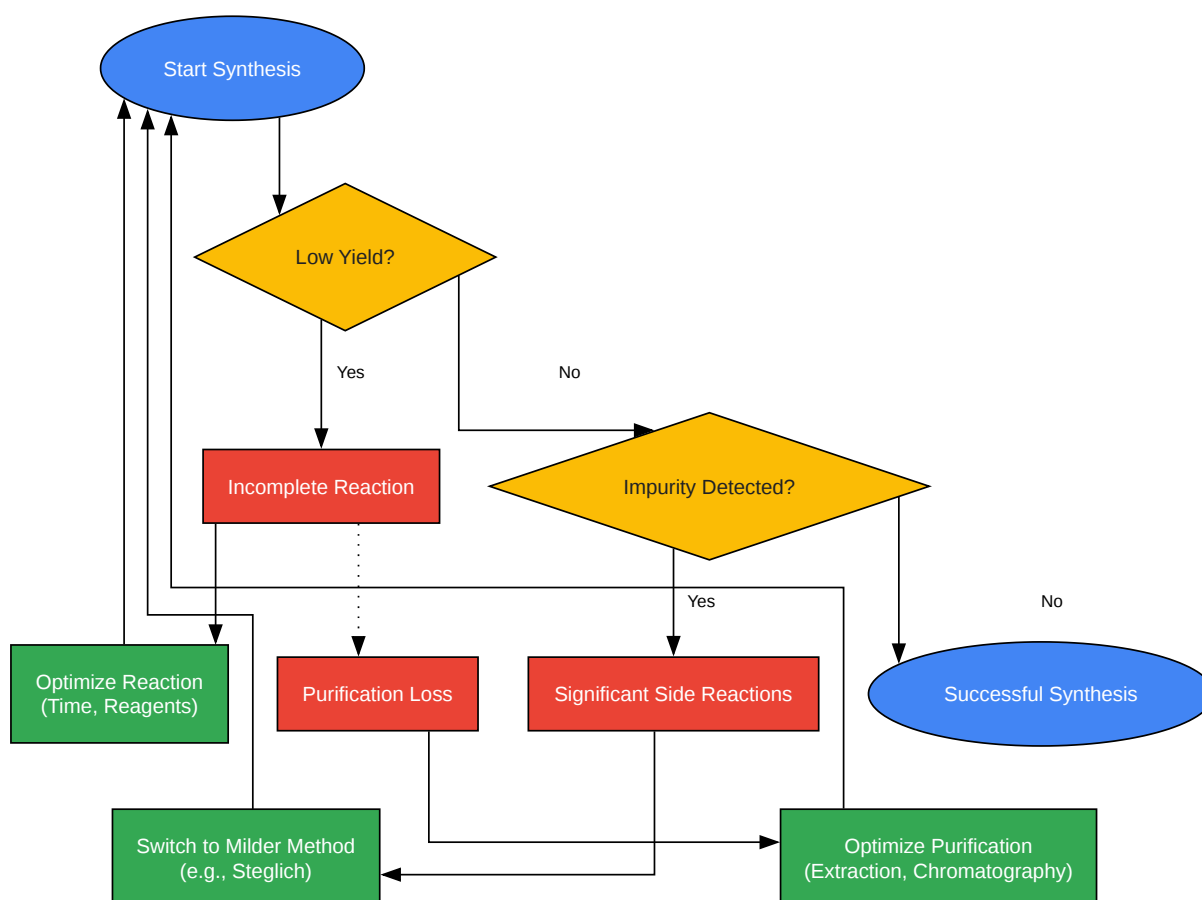 Start Synthesis
Low Yield?
Yes
No
Incomplete Reaction
Impurity Detected?
Yes
No
Optimize Reaction
(Time, Reagents)
Purification Loss
Significant Side Reactions
Successful Synthesis
Switch to Milder Method
(e.g., Steglich)
Optimize Purification
(Extraction, Chromatography)